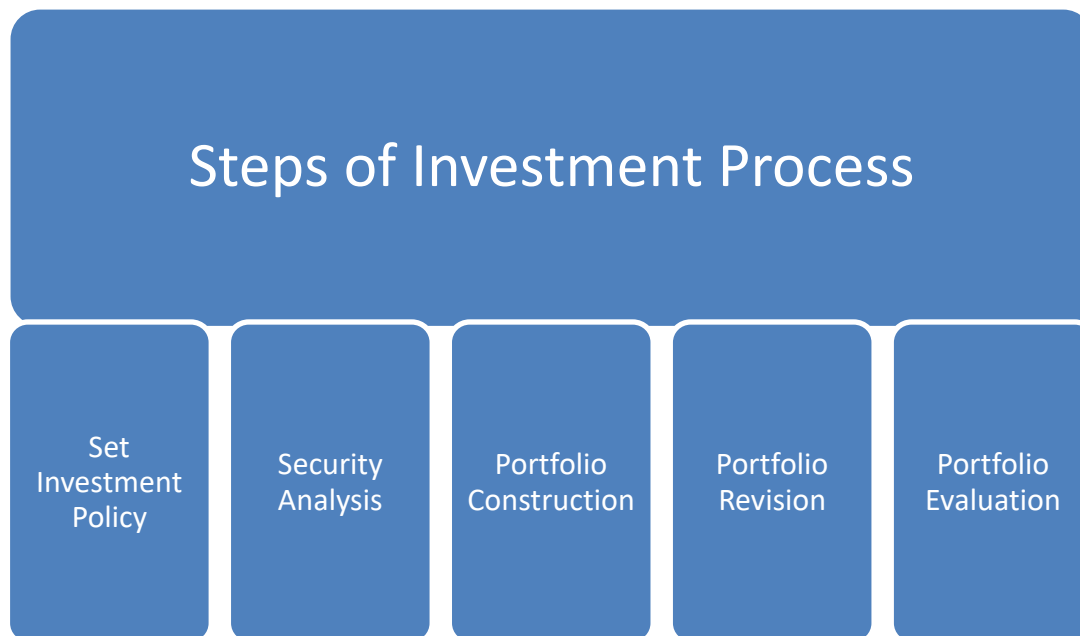 Steps of Investment Process
Set
Investment
Policy
Security
Analysis
Portfolio
Construction
Portfolio
Revision
Portfolio
Evaluation